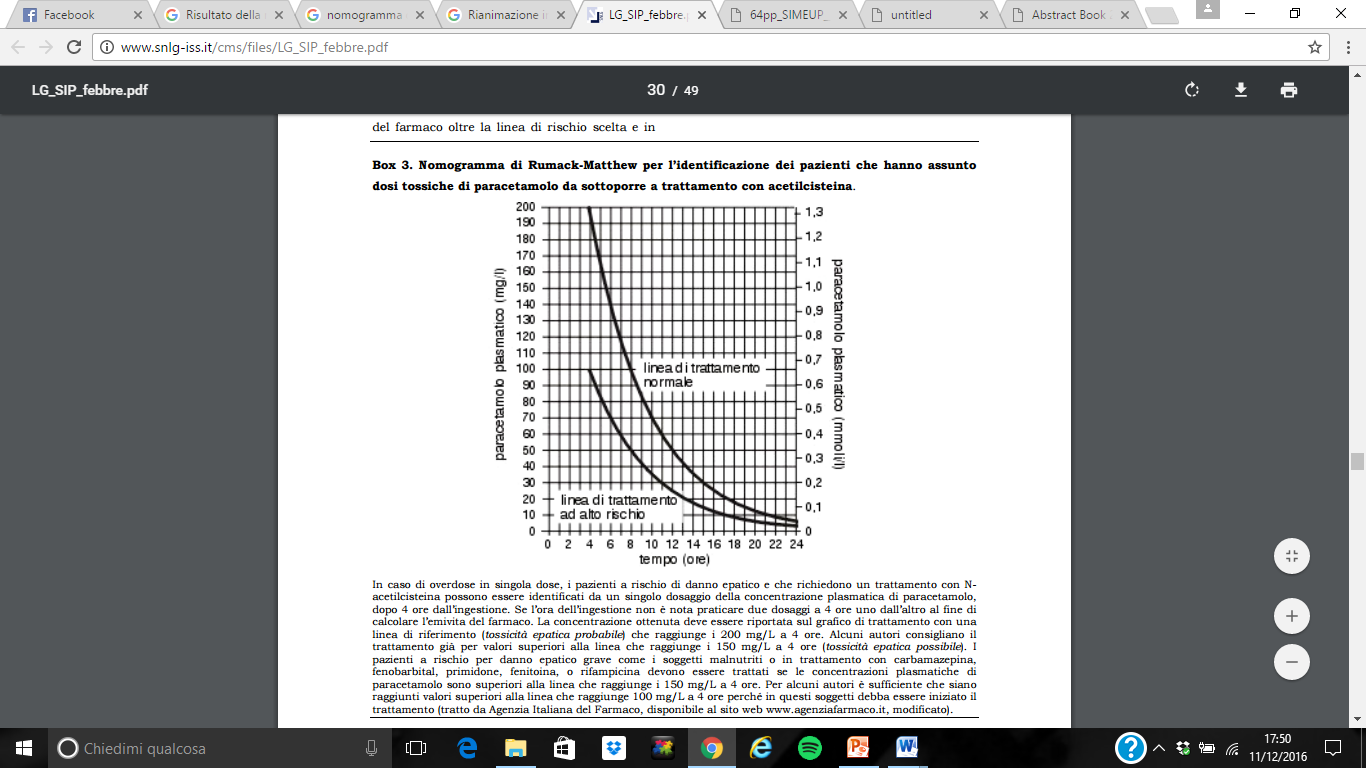 Facebook
Risultato della
nomogramma
Rianimazione i
LG_SIP_febbre.
64pp_SIMEUP_
untitled
Abstract Book
www.snlg-iss.it/cms/files/LG_SIP_febbre.pdf
LG_SIP_febbre.pdf
30 / 49
del farmaco oltre la linea di rischio scelta e in
Box 3. Nomogramma di Rumack-Matthew per l'identificazione dei pazienti che hanno assunto
dosi tossiche di paracetamolo da sottoporre a trattamento con acetilcisteina.
paracetamolo plasmatico (mg/l)
200
190
180
170
160
150
140
130
120
110
100
90
80
70
60
50
40
30
20
10
0
linea di trattamento
normale
linea di trattamento
ad alto rischio
1,3
1,2
1,1
1,0
0,9
0,8
0,7
0,6
0,5
0,4
0,3
0,2
0,1
0
paracetamolo plasmatico (mmoli/l)
0 2 4 6 8 10 12 14 16 18 20 22 24
tempo (ore)
In caso di overdose in singola dose, i pazienti a rischio di danno epatico e che richiedono un trattamento con N-
acetilcisteina possono essere identificati da un singolo dosaggio della concentrazione plasmatica di paracetamolo,
dopo 4 ore dall'ingestione. Se l'ora dell'ingestione non è nota praticare due dosaggi a 4 ore uno dall'altro al fine di
calcolare l'emivita del farmaco. La concentrazione ottenuta deve essere riportata sul grafico di trattamento con una
linea di riferimento (tossicità epatica probabile) che raggiunge i 200 mg/L a 4 ore. Alcuni autori consigliano il
trattamento già per valori superiori alla linea che raggiunge i 150 mg/L a 4 ore (tossicità epatica possibile). I
pazienti a rischio per danno epatico grave come i soggetti malnutriti o in trattamento con carbamazepina,
fenobarbital, primidone, fenitoina, o rifampicina devono essere trattati se le concentrazioni plasmatiche di
paracetamolo sono superiori alla linea che raggiunge i 150 mg/L a 4 ore. Per alcuni autori è sufficiente che siano
raggiunti valori superiori alla linea che raggiunge 100 mg/L a 4 ore perché in questi soggetti debba essere iniziato il
trattamento (tratto da Agenzia Italiana del Farmaco, disponibile al sito web www.agenziafarmaco.it, modificato).
Chiedimi qualcosa
17:50
11/12/2016